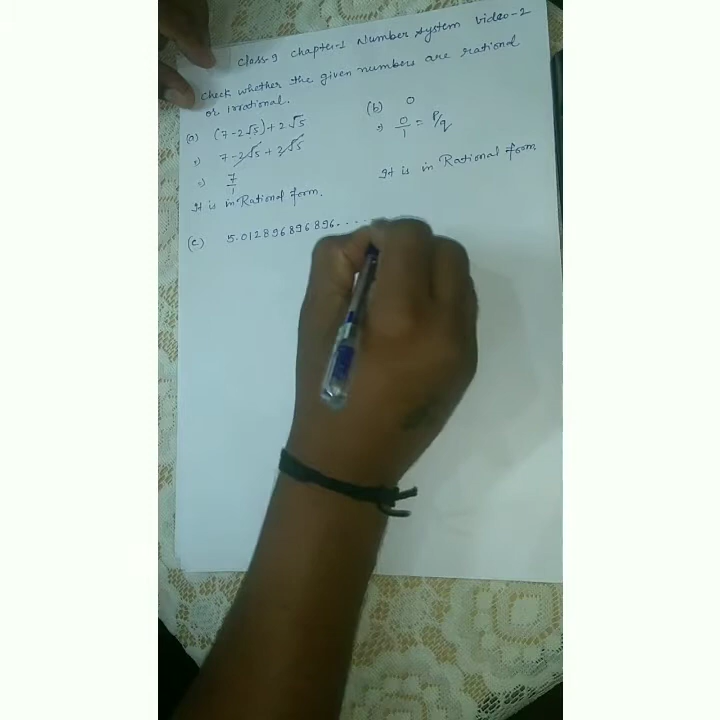 Class-9 Chapter-1 Number System video-2
Check whether the given numbers are rational
or Irrational.
(a) (7-2√5)+2√5
⇒ 7-2√5+2√5
⇒ 7/1
It is in Rational form.
(b) 0
⇒ 0/1 = P/q
It is in Rational form
(c) 5.012896896896....